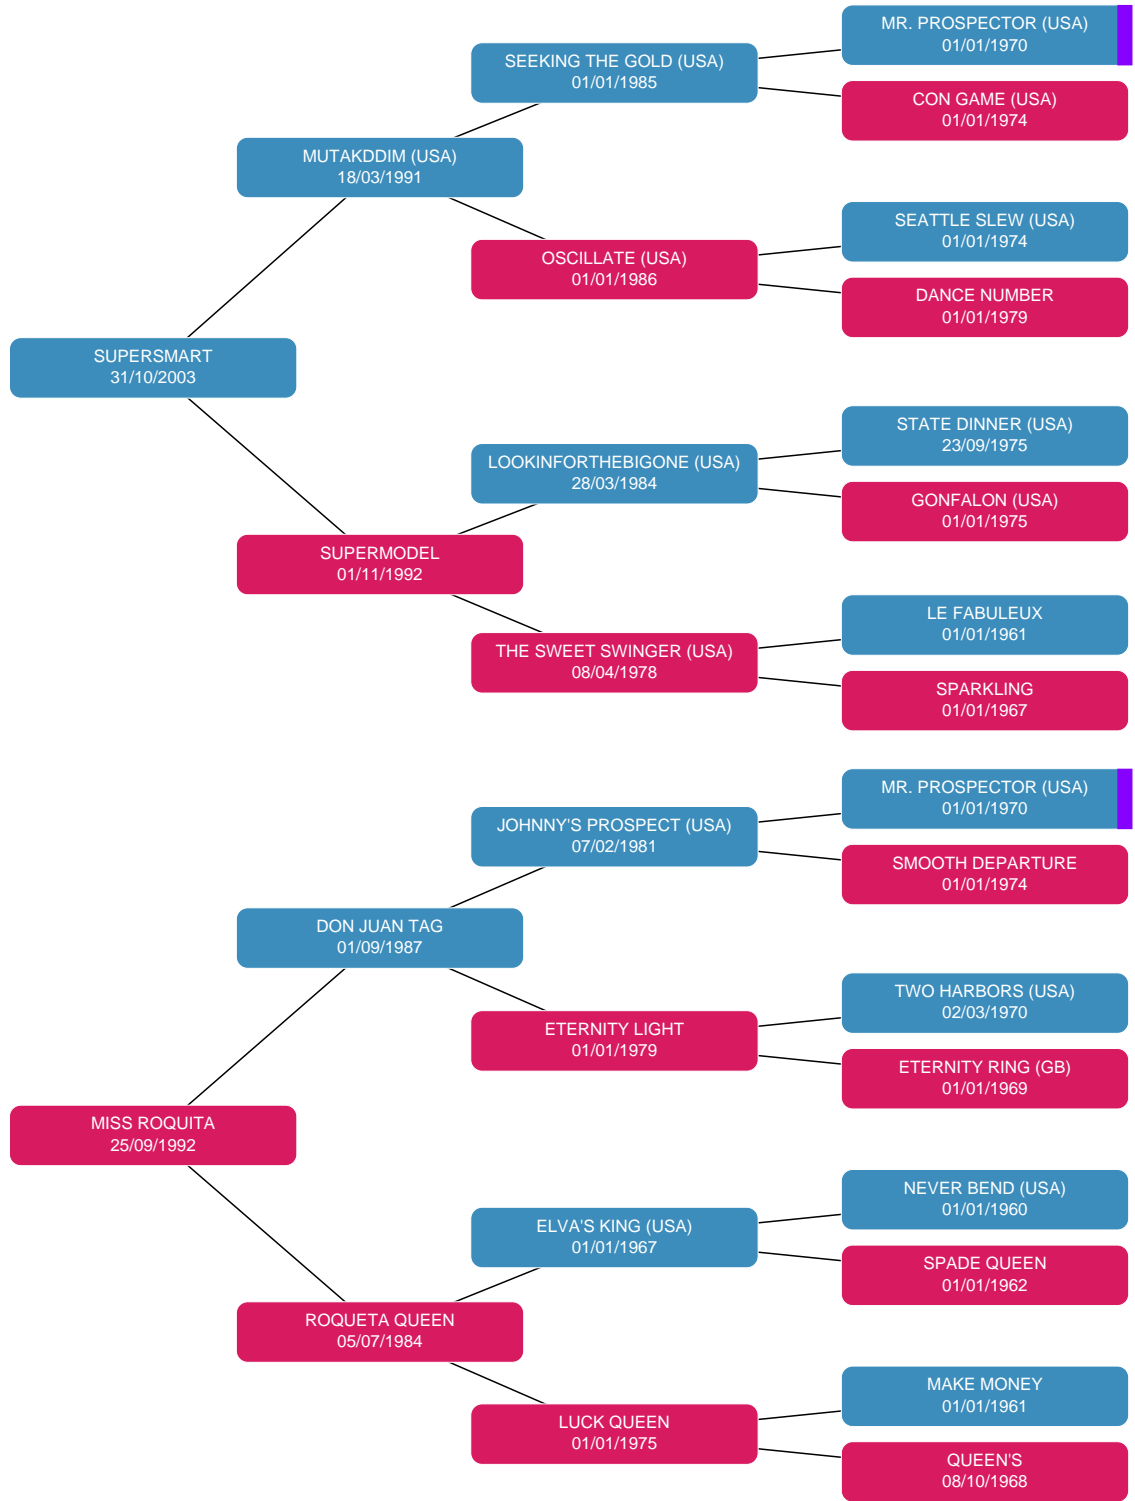 MR. PROSPECTOR (USA)
01/01/1970
SEEKING THE GOLD (USA)
01/01/1985
CON GAME (USA)
01/01/1974
MUTAKDDIM (USA)
18/03/1991
SEATTLE SLEW (USA)
01/01/1974
OSCILLATE (USA)
01/01/1986
DANCE NUMBER
01/01/1979
SUPERSMART
31/10/2003
STATE DINNER (USA)
23/09/1975
LOOKINFORTHEBIGONE (USA)
28/03/1984
GONFALON (USA)
01/01/1975
SUPERMODEL
01/11/1992
LE FABULEUX
01/01/1961
THE SWEET SWINGER (USA)
08/04/1978
SPARKLING
01/01/1967
MR. PROSPECTOR (USA)
01/01/1970
JOHNNY'S PROSPECT (USA)
07/02/1981
SMOOTH DEPARTURE
01/01/1974
DON JUAN TAG
01/09/1987
TWO HARBORS (USA)
02/03/1970
ETERNITY LIGHT
01/01/1979
ETERNITY RING (GB)
01/01/1969
MISS ROQUITA
25/09/1992
NEVER BEND (USA)
01/01/1960
ELVA'S KING (USA)
01/01/1967
SPADE QUEEN
01/01/1962
ROQUETA QUEEN
05/07/1984
MAKE MONEY
01/01/1961
LUCK QUEEN
01/01/1975
QUEEN'S
08/10/1968